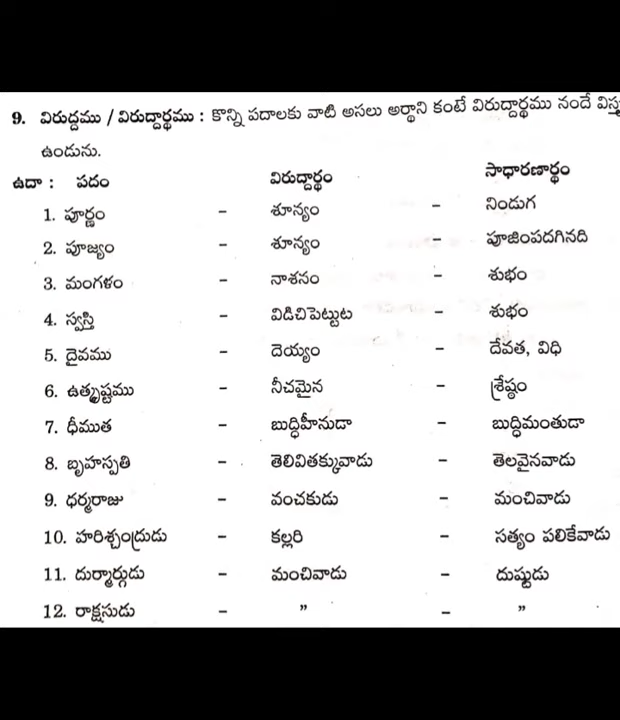 9. విరుద్ధము / విరుద్ధార్థము : కొన్ని పదాలకు వాటి అసలు అర్థాని కంటే విరుద్ధార్థము నందే
ఉండును.
ఉదా : పదం విరుద్ధార్థం సాధారణార్థం
1. పూర్ణం – శూన్యం – నిండుగ
2. పూజ్యం – శూన్యం – పూజింపదగినది
3. మంగళం – నాశనం – శుభం
4. స్వస్తి – విడిచిపెట్టుట – శుభం
5. దైవము – దెయ్యం – దేవత, విధి
6. ఉత్కృష్టము – నీచమైన – శ్రేష్ఠం
7. ధీమత – బుద్ధిహీనుడా – బుద్ధిమంతుడా
8. బృహస్పతి – తెలివితక్కువాడు – తెలవైనవాడు
9. ధర్మరాజు – వంచకుడు – మంచివాడు
10. హరిశ్చంద్రుడు – కల్లరి – సత్యం పలికేవాడు
11. దుర్మార్గుడు – మంచివాడు – దుష్టుడు
12. రాక్షసుడు – ” – ”